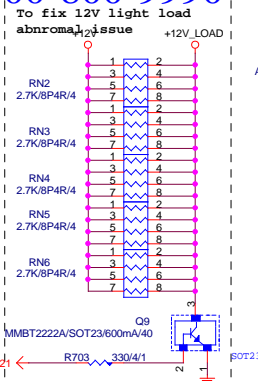 To fix 12V light load
abnromal issue
+12V
+12V_LOAD
1 2
3 4
RN2
5 6
2.7K/8P4R/4
7 8
1 2
3 4
RN3
5 6
2.7K/8P4R/4
7 8
1 2
3 4
RN4
5 6
2.7K/8P4R/4
7 8
1 2
3 4
RN5
5 6
2.7K/8P4R/4
7 8
1 2
3 4
RN6
5 6
2.7K/8P4R/4
7 8
3
Q9
MMBT2222A/SOT23/600mA/40
SOT23
21
R703 330/4/1
2
1